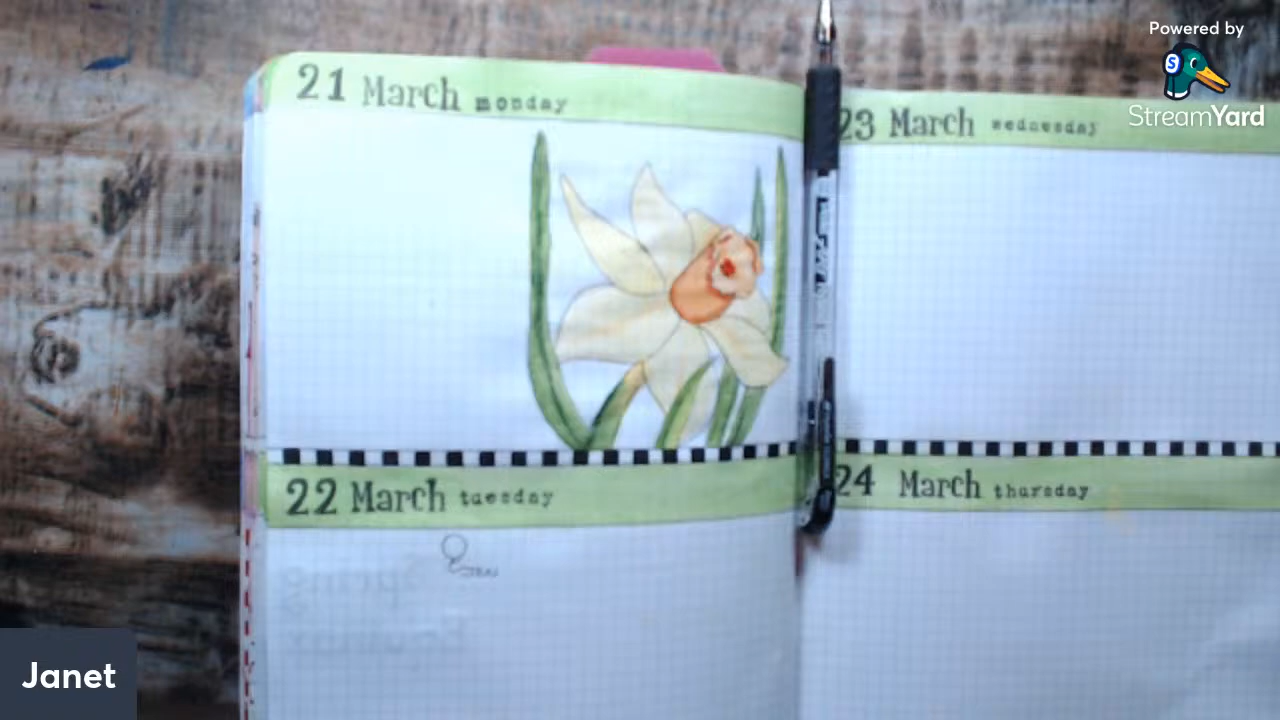 21 March monday
22 March tuesday
23 March wednesday
24 March thursday
Powered by
StreamYard
Janet